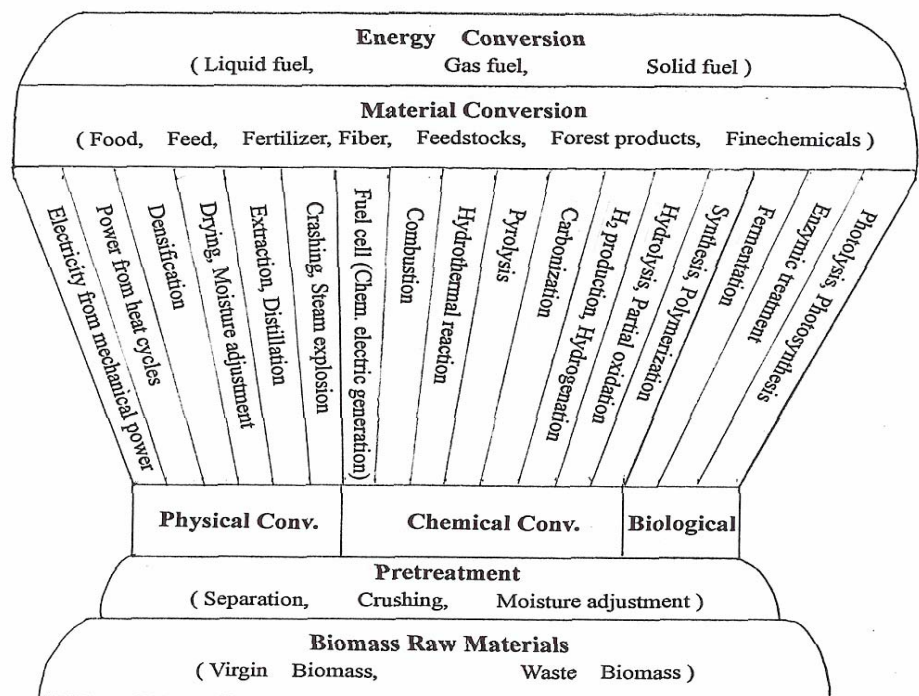 Energy Conversion
( Liquid fuel, Gas fuel, Solid fuel )
Material Conversion
( Food, Feed, Fertilizer, Fiber, Feedstocks, Forest products, Finechemicals )
Electricity from mechanical power
Power from heat cycles
Densification
Drying, Moisture adjustment
Extraction, Distillation
Crashing, Steam explosion
Fuel cell (Chem. electric generation)
Combustion
Hydrothermal reaction
Pyrolysis
Carbonization
H₂ production, Hydrogenation
Hydrolysis, Partial oxidation
Synthesis, Polymerization
Fermentation
Enzymic treatment
Photolysis, Photosynthesis
Physical Conv.
Chemical Conv.
Biological
Pretreatment
( Separation, Crushing, Moisture adjustment )
Biomass Raw Materials
( Virgin Biomass, Waste Biomass )